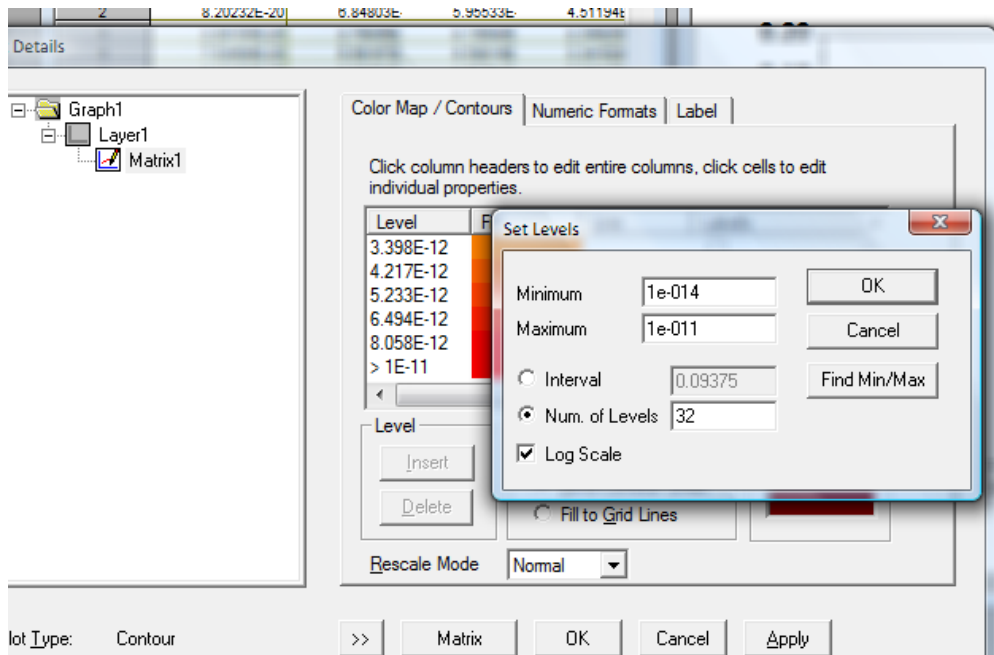 2 8.20232E-20 6.84803E- 5.95533E- 4.51194E
Details
Graph1
Layer1
Matrix1
Color Map / Contours Numeric Formats Label
Click column headers to edit entire columns, click cells to edit
individual properties.
Level F
3.398E-12
4.217E-12
5.233E-12
6.494E-12
8.058E-12
> 1E-11
Level
Insert
Delete
Set Levels
Minimum 1e-014
Maximum 1e-011
Interval 0.09375
Num. of Levels 32
Log Scale
OK
Cancel
Find Min/Max
Fill to Grid Lines
Rescale Mode Normal
lot Type: Contour >> Matrix OK Cancel Apply